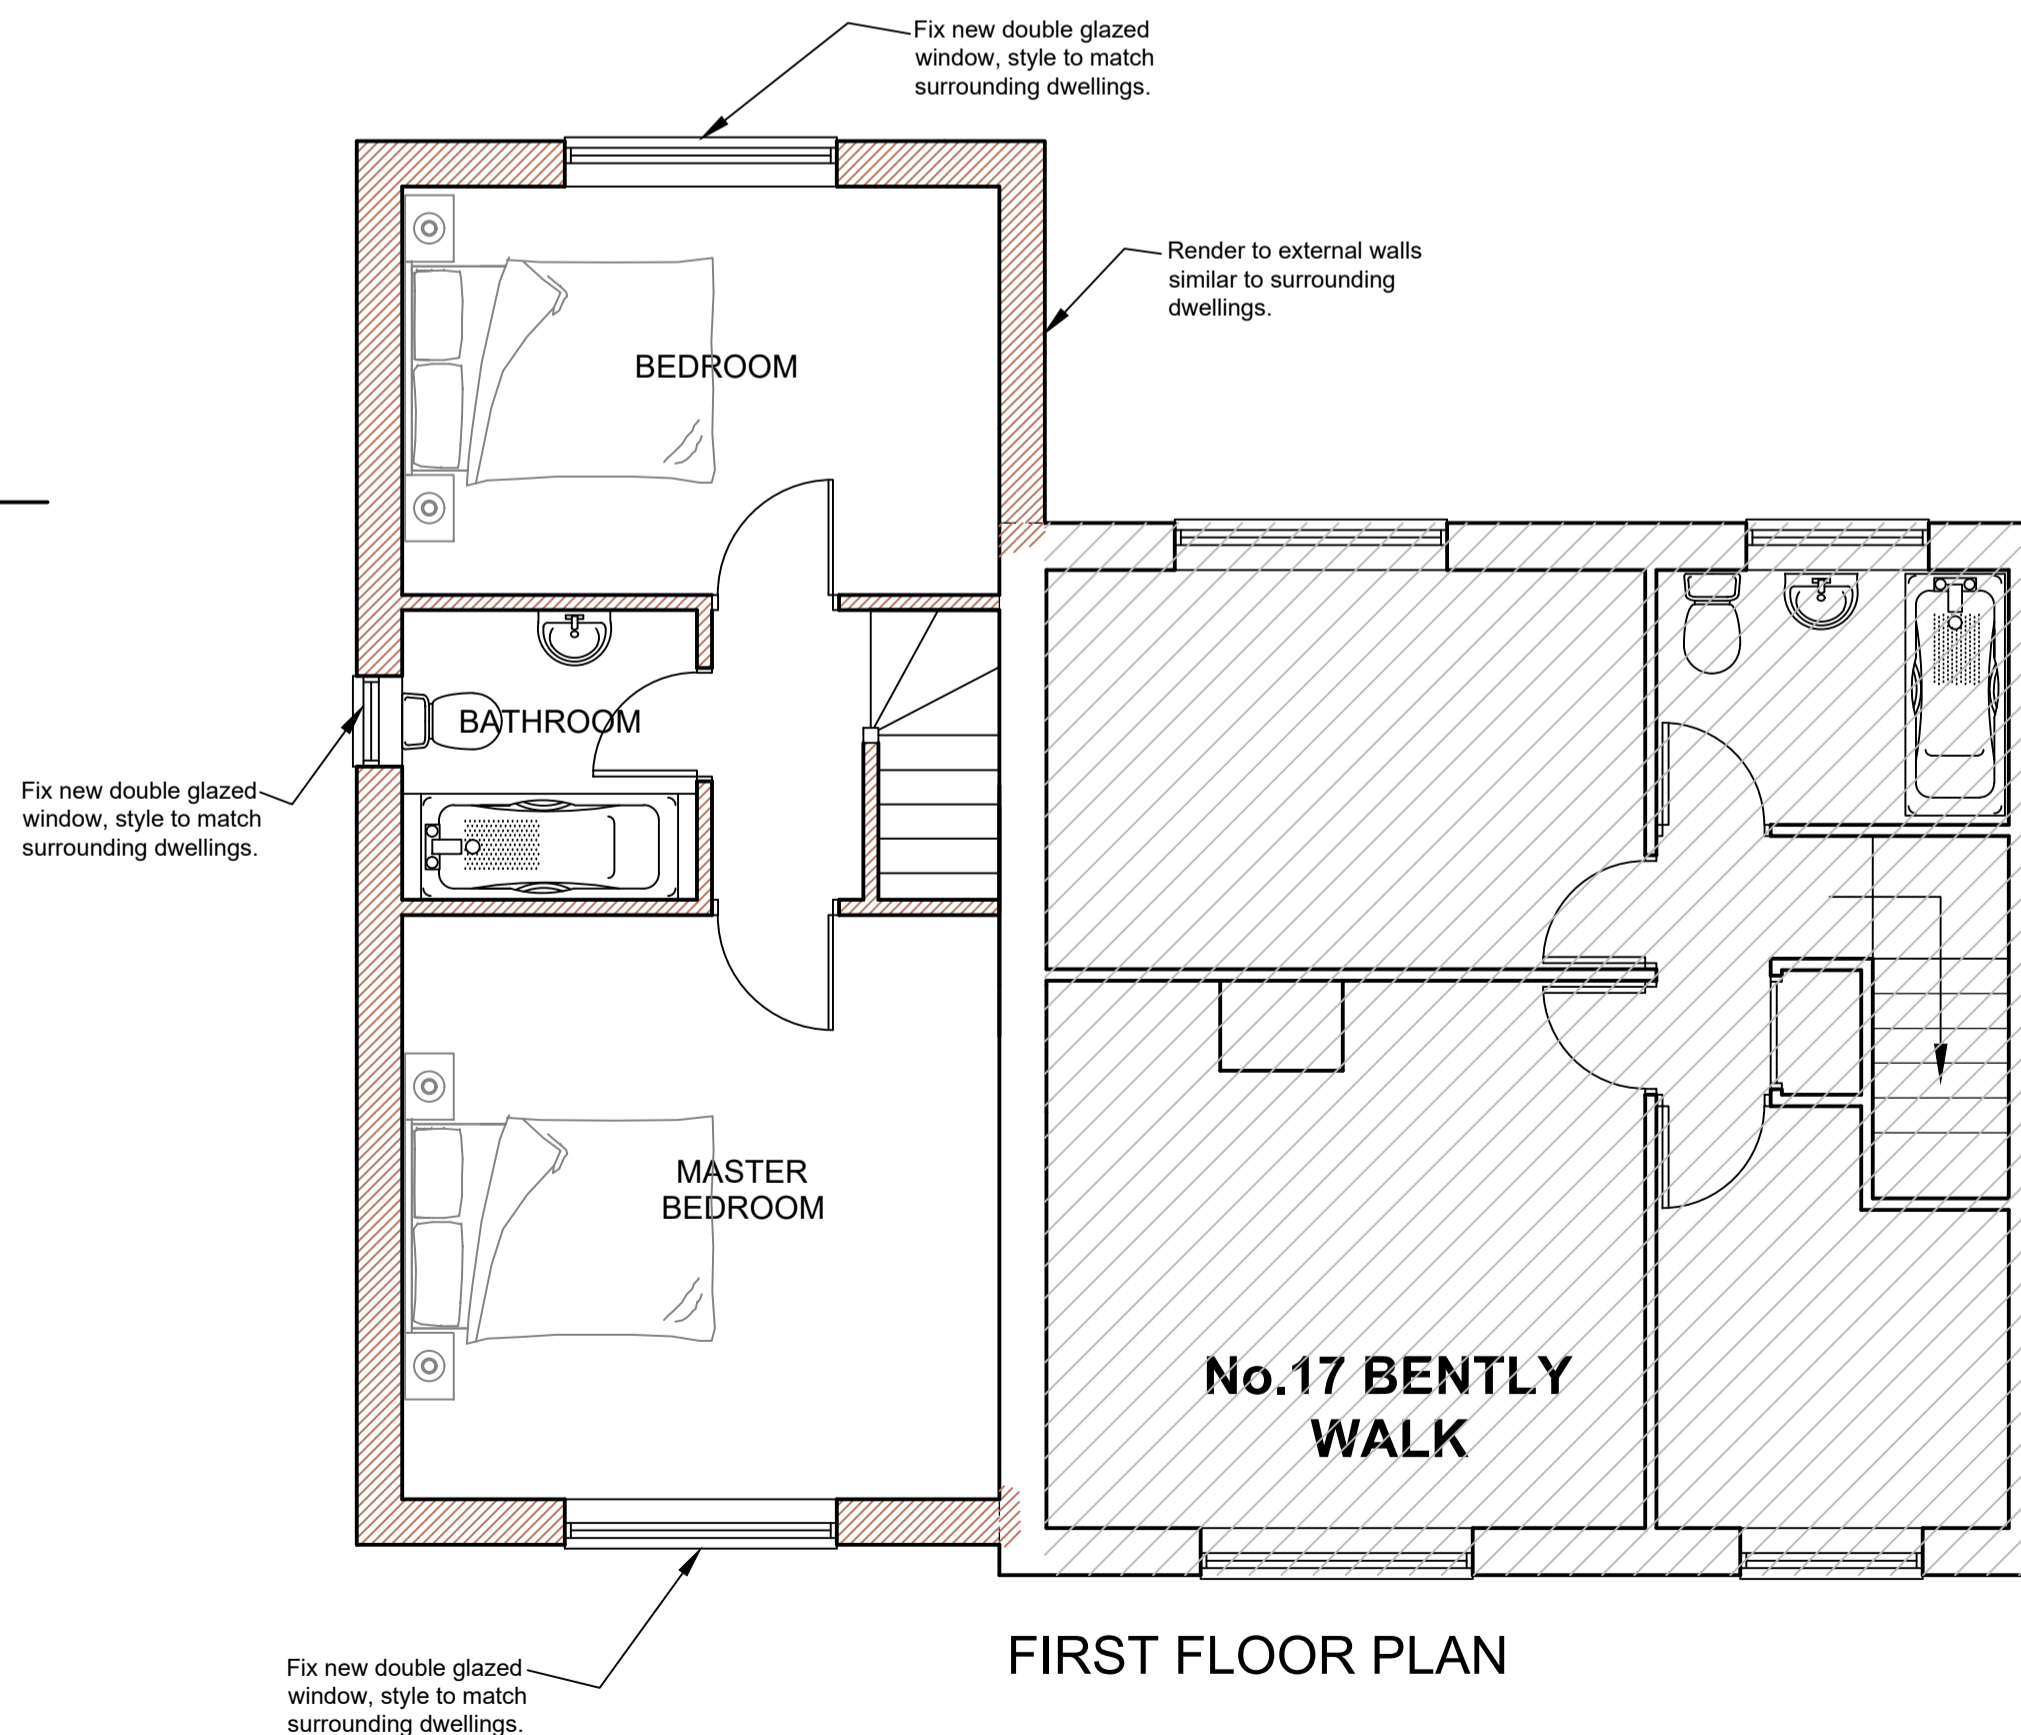 Fix new double glazed
window, style to match
surrounding dwellings.
Render to external walls
similar to surrounding
dwellings.
BEDROOM
BATHROOM
Fix new double glazed
window, style to match
surrounding dwellings.
MASTER
BEDROOM
No.17 BENTLY
WALK
FIRST FLOOR PLAN
Fix new double glazed
window, style to match
surrounding dwellings.